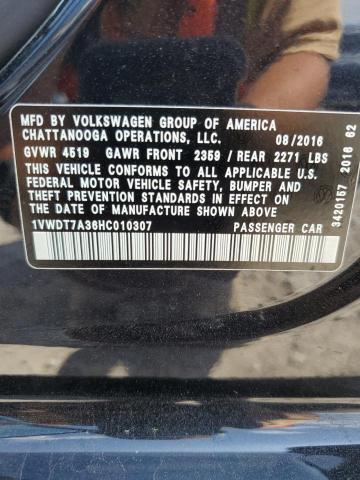 MFD BY VOLKSWAGEN GROUP OF AMERICA
CHATTANOOGA OPERATIONS, LLC. 08/2016
GVWR 4519 GAWR FRONT 2359 / REAR 2271 LBS
THIS VEHICLE CONFORMS TO ALL APPLICABLE U.S.
FEDERAL MOTOR VEHICLE SAFETY, BUMPER AND
THEFT PREVENTION STANDARDS IN EFFECT ON THE
DATE OF MANUFACTURE SHOWN ABOVE.
1VWDT7A36HC010307 PASSENGER CAR
3420157 2016 62